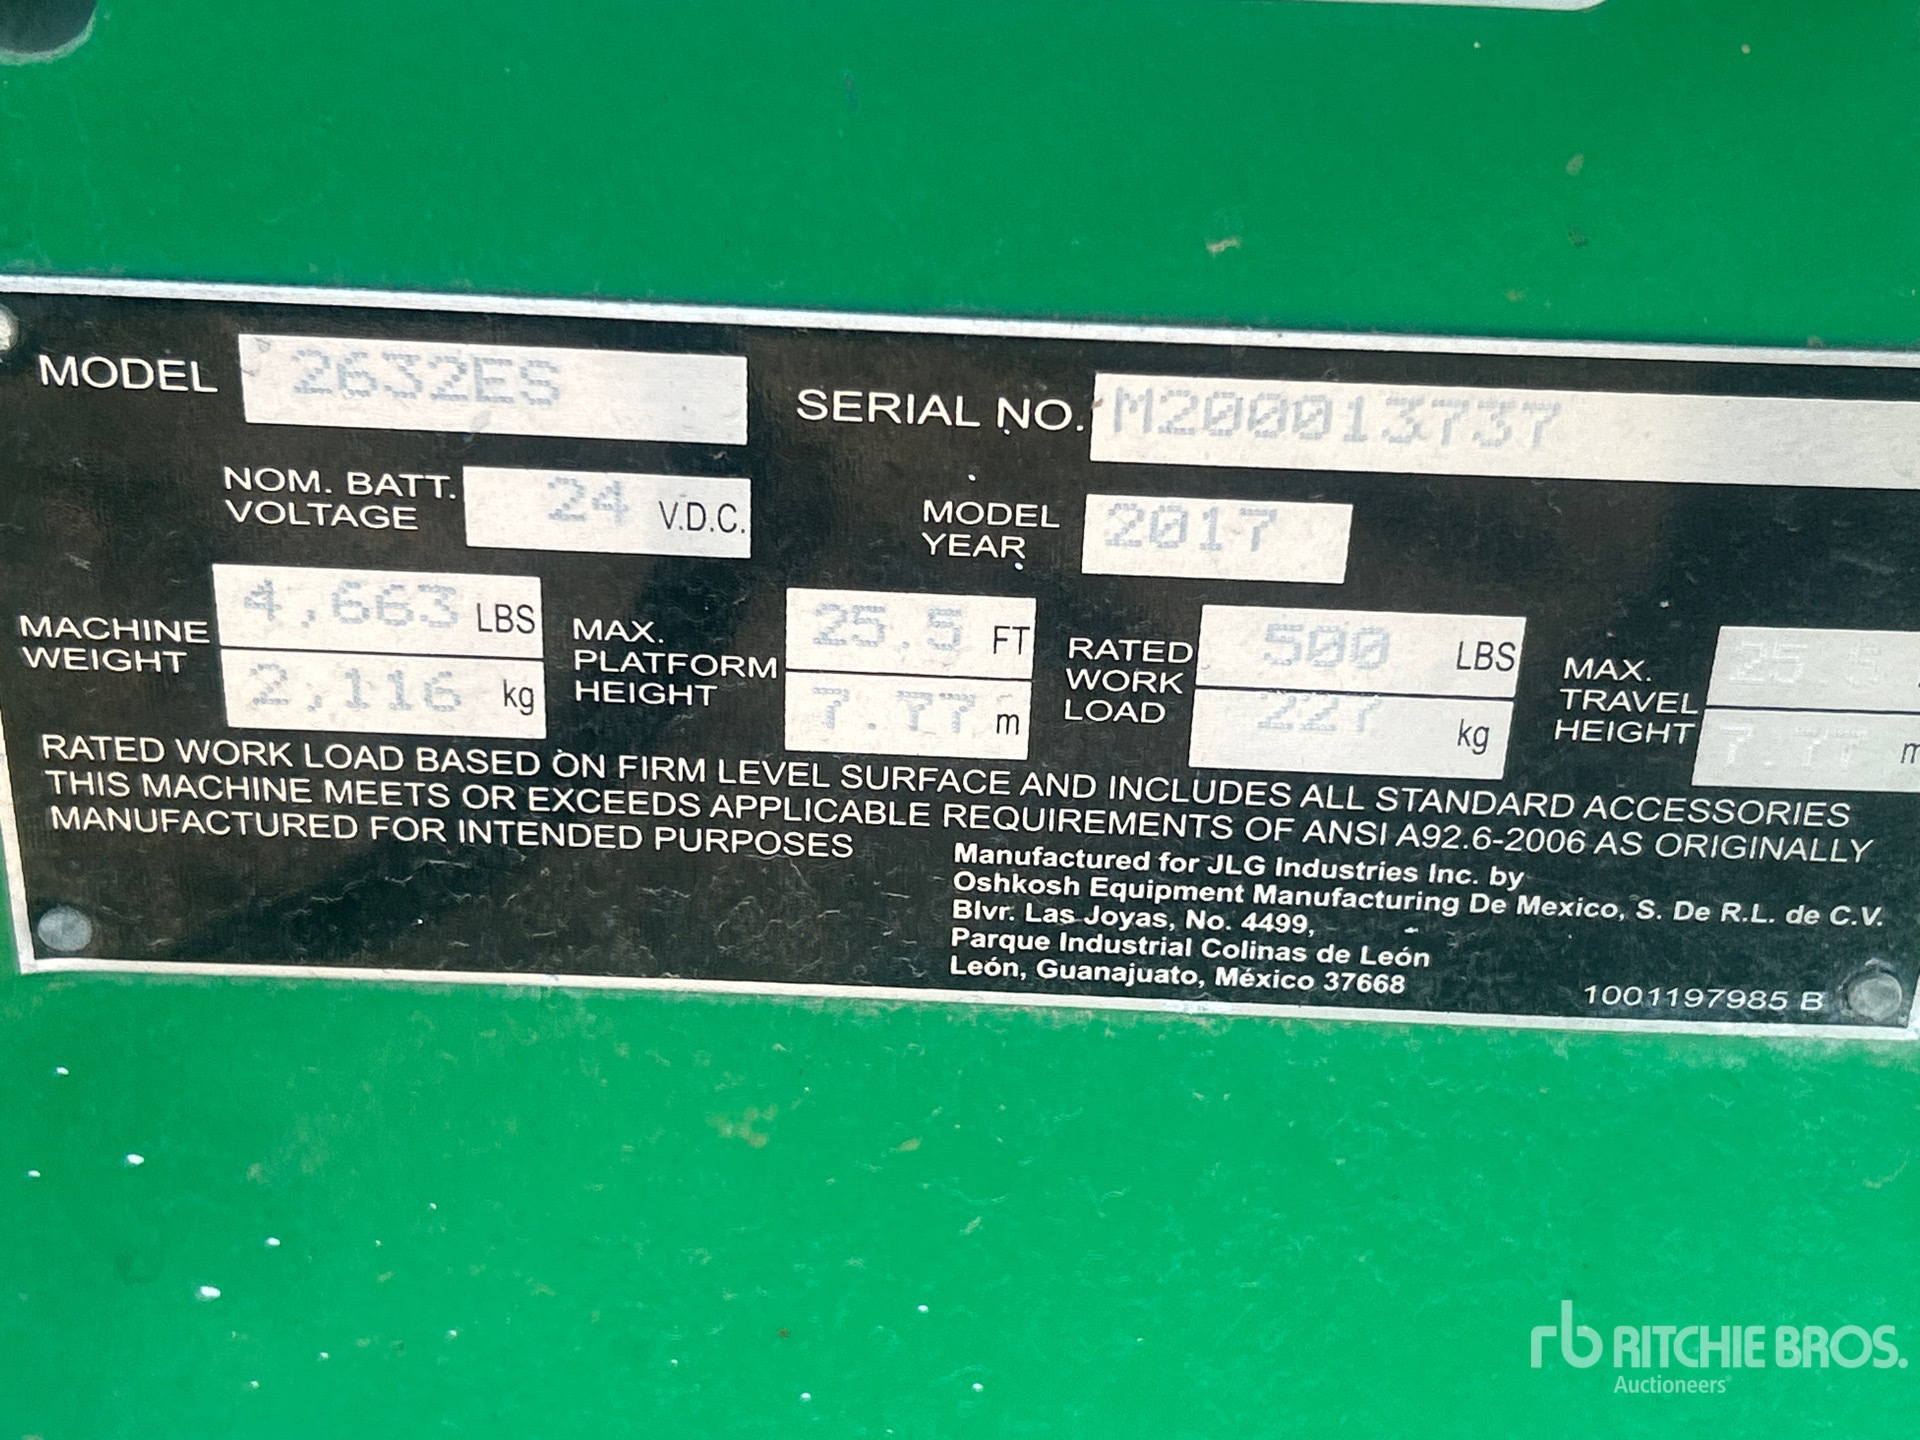 MODEL 2632ES SERIAL NO. M200013737
NOM. BATT. VOLTAGE 24 V.D.C. MODEL YEAR 2017
MACHINE WEIGHT 4,663 LBS
2,116 kg
MAX. PLATFORM HEIGHT 25.5 FT
7.77 m
RATED WORK LOAD 500 LBS
227 kg
MAX. TRAVEL HEIGHT 25.5
7.77 m
RATED WORK LOAD BASED ON FIRM LEVEL SURFACE AND INCLUDES ALL STANDARD ACCESSORIES
THIS MACHINE MEETS OR EXCEEDS APPLICABLE REQUIREMENTS OF ANSI A92.6-2006 AS ORIGINALLY
MANUFACTURED FOR INTENDED PURPOSES
Manufactured for JLG Industries Inc. by
Oshkosh Equipment Manufacturing De Mexico, S. De R.L. de C.V.
Blvr. Las Joyas, No. 4499,
Parque Industrial Colinas de León
León, Guanajuato, México 37668
1001197985 B
rb RITCHIE BROS.
Auctioneers